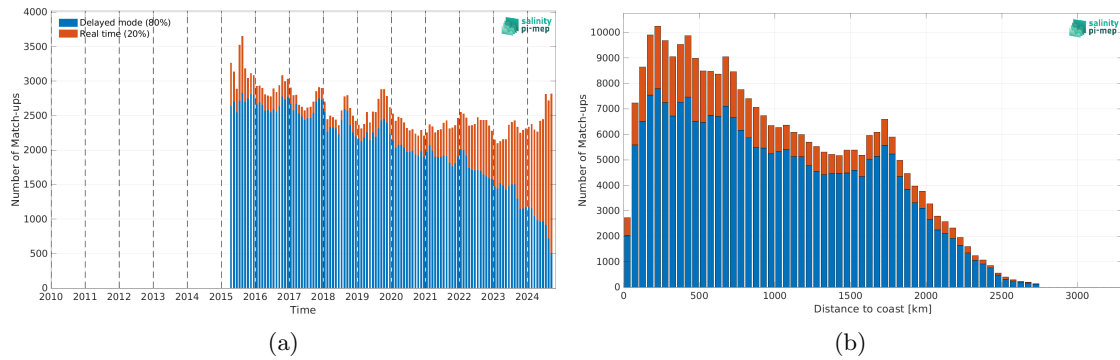 Number of Match-ups
4000
3500
3000
2500
2000
1500
1000
500
0
Delayed mode (80%)
Real time (20%)
salinity
pi-mep
2010 2011 2012 2013 2014 2015 2016 2017 2018 2019 2020 2021 2022 2023 2024
Time
(a)
Number of Match-ups
10000
9000
8000
7000
6000
5000
4000
3000
2000
1000
0
salinity
pi-mep
0 500 1000 1500 2000 2500 3000
Distance to coast [km]
(b)